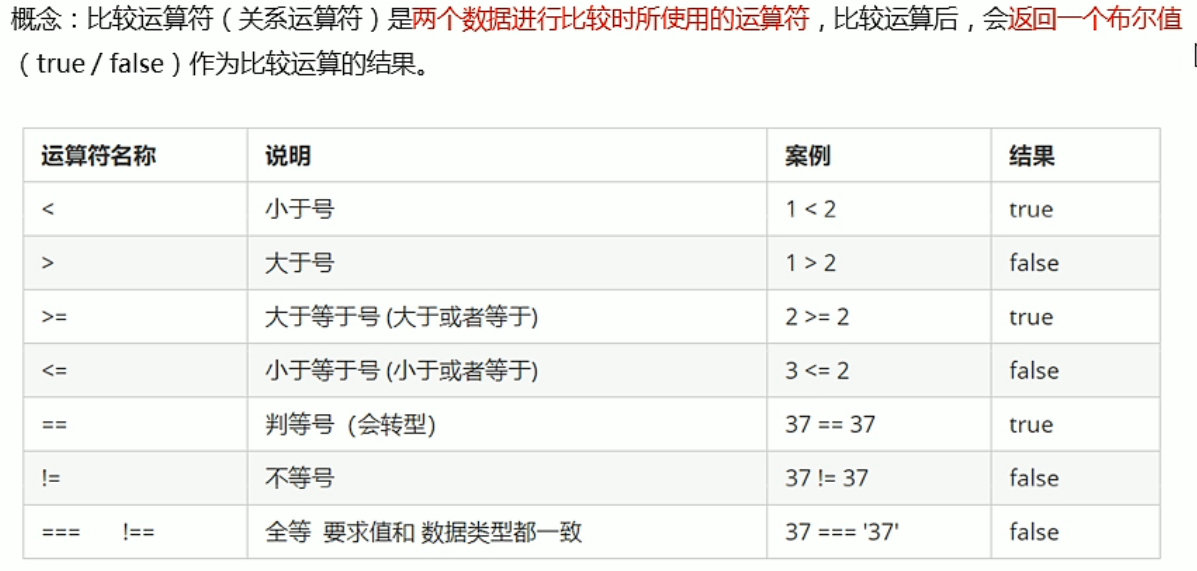 概念：比较运算符（关系运算符）是两个数据进行比较时所使用的运算符，比较运算后，会返回一个布尔值
（true / false）作为比较运算的结果。
运算符名称 说明 案例 结果
< 小于号 1 < 2 true
> 大于号 1 > 2 false
>= 大于等于号 (大于或者等于) 2 >= 2 true
<= 小于等于号 (小于或者等于) 3 <= 2 false
== 判等号（会转型) 37 == 37 true
!= 不等号 37 != 37 false
=== !== 全等 要求值和 数据类型都一致 37 === '37' false